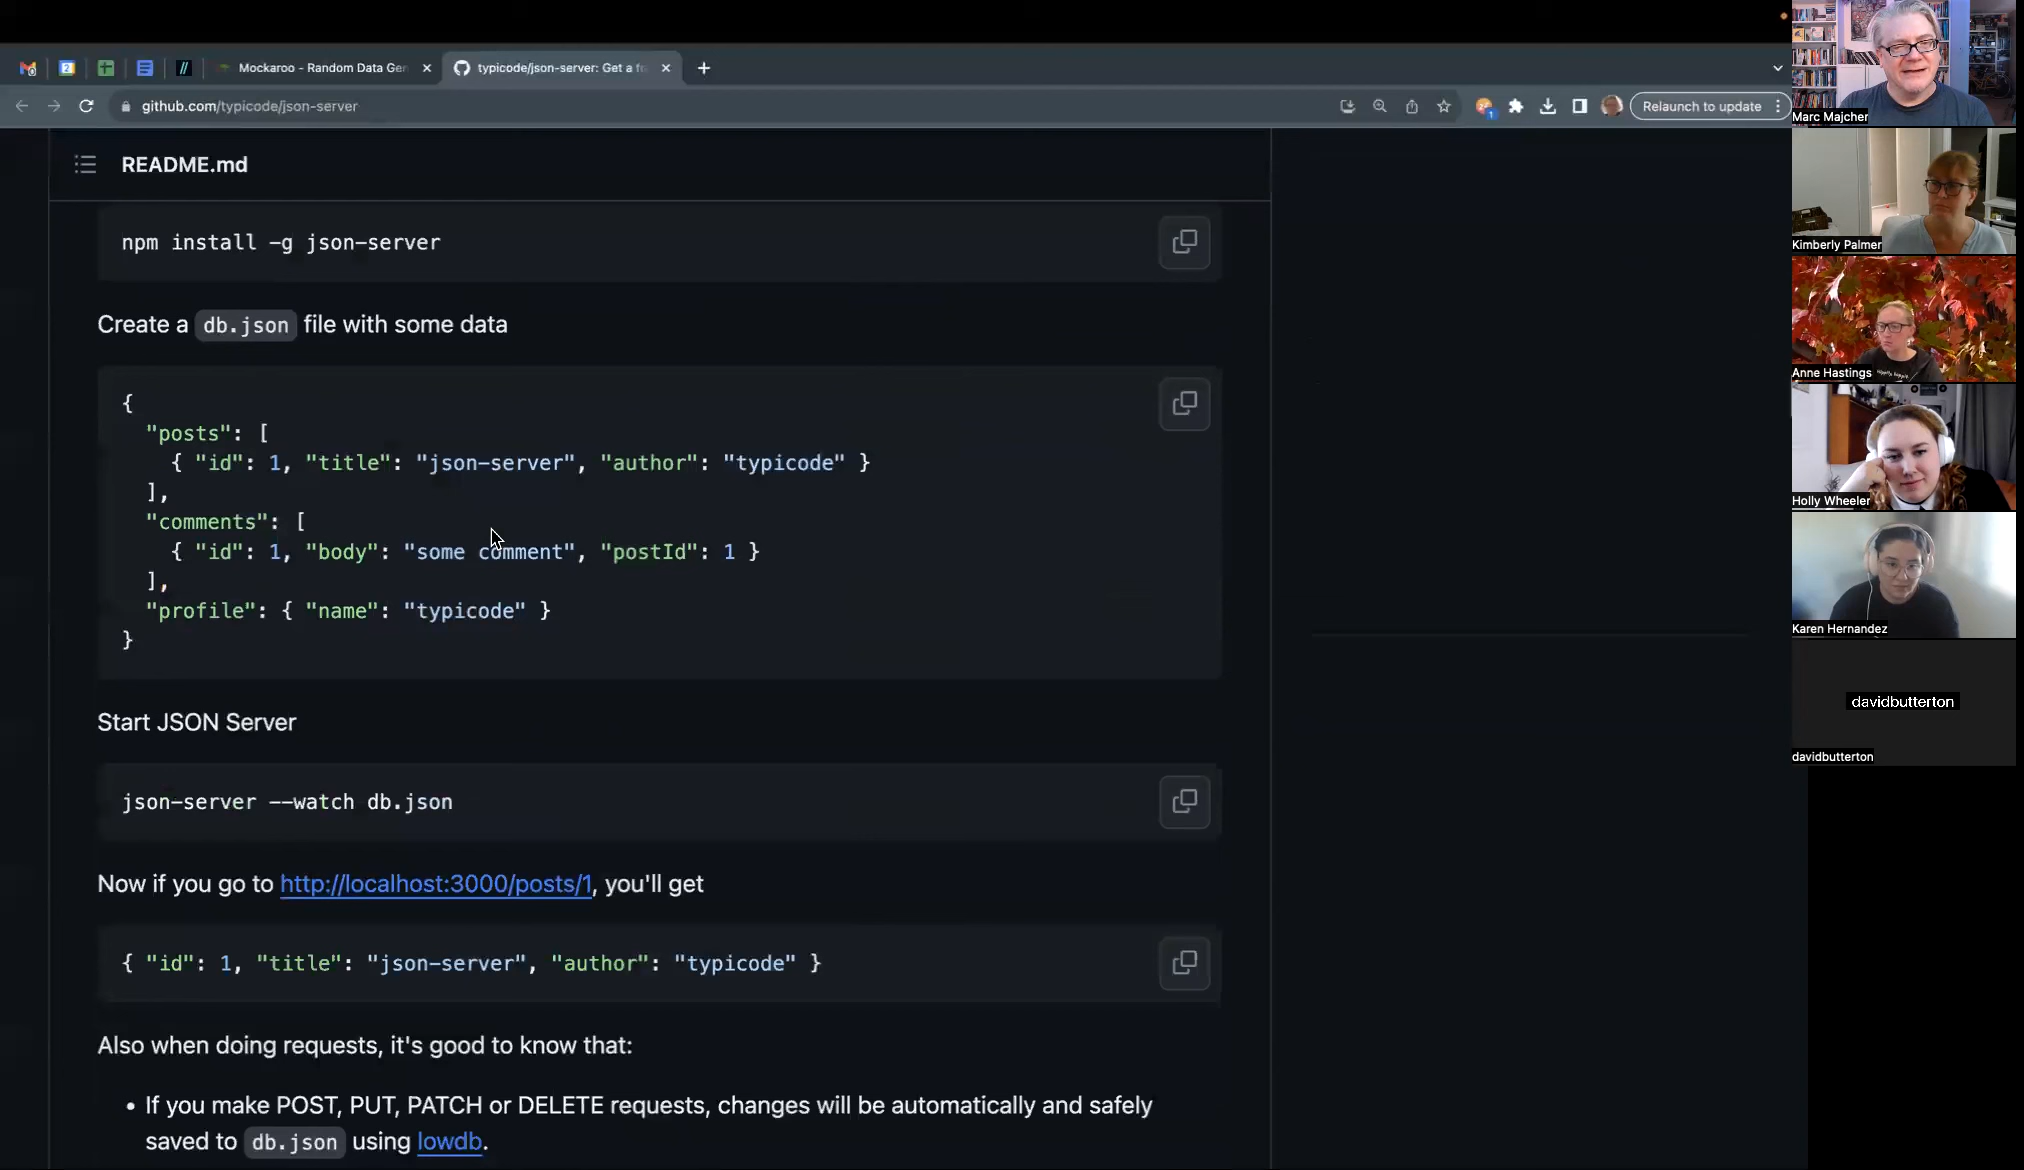 Mockaroo - Random Data Gen
typicode/json-server: Get a f
github.com/typicode/json-server
Relaunch to update
README.md
npm install -g json-server
Create a db.json file with some data
{
"posts": [
{ "id": 1, "title": "json-server", "author": "typicode" }
],
"comments": [
{ "id": 1, "body": "some comment", "postId": 1 }
],
"profile": { "name": "typicode" }
}
Start JSON Server
json-server --watch db.json
Now if you go to http://localhost:3000/posts/1, you'll get
{ "id": 1, "title": "json-server", "author": "typicode" }
Also when doing requests, it's good to know that:
• If you make POST, PUT, PATCH or DELETE requests, changes will be automatically and safely
saved to db.json using lowdb.
Marc Majcher
Kimberly Palmer
Anne Hastings
Holly Wheeler
Karen Hernandez
davidbutterton
davidbutterton